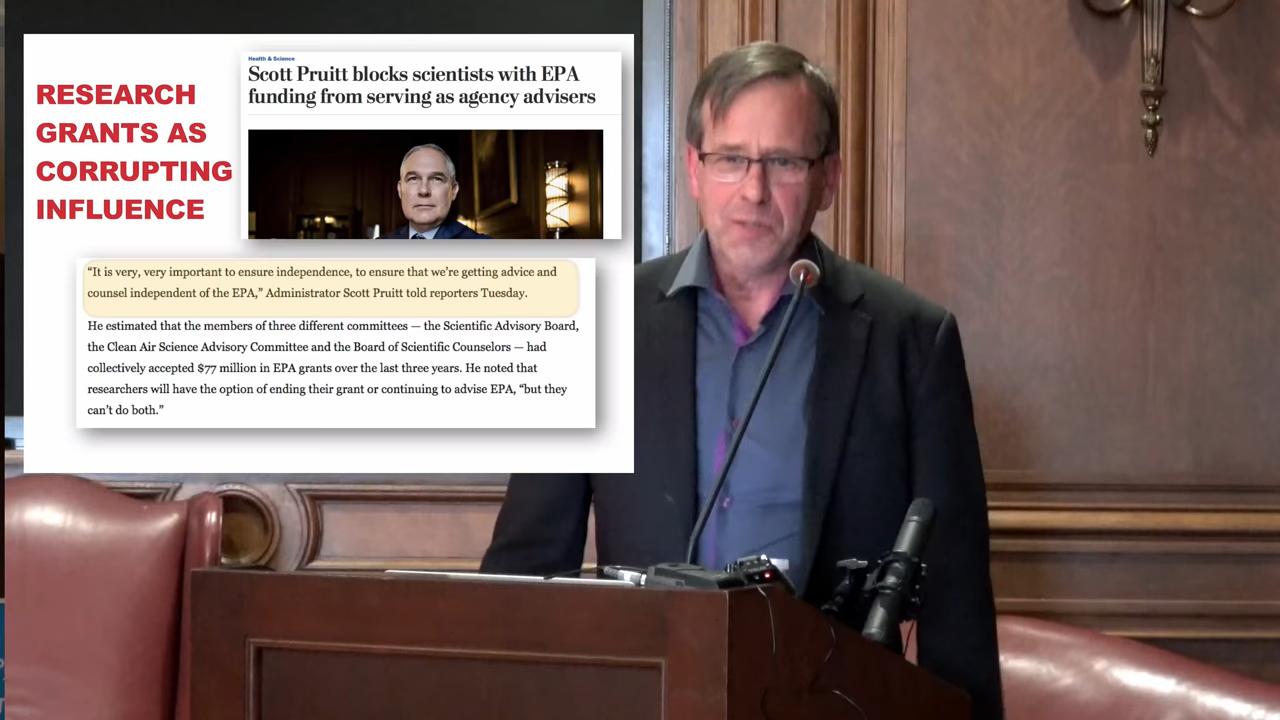 RESEARCH
GRANTS AS
CORRUPTING
INFLUENCE
Health & Science
Scott Pruitt blocks scientists with EPA
funding from serving as agency advisers
“It is very, very important to ensure independence, to ensure that we’re getting advice and
counsel independent of the EPA,” Administrator Scott Pruitt told reporters Tuesday.
He estimated that the members of three different committees — the Scientific Advisory Board,
the Clean Air Science Advisory Committee and the Board of Scientific Counselors — had
collectively accepted $77 million in EPA grants over the last three years. He noted that
researchers will have the option of ending their grant or continuing to advise EPA, “but they
can’t do both.”